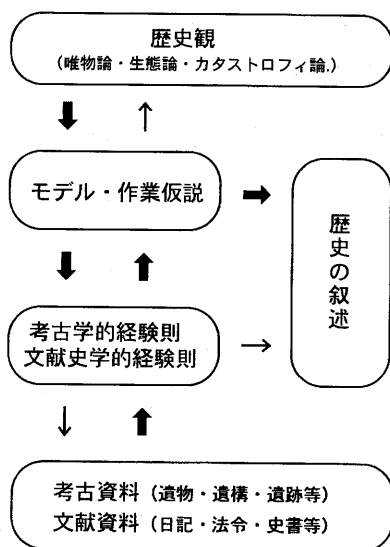 歴史観
(唯物論・生態論・カタストロフィ論.)
モデル・作業仮説
歴史の叙述
考古学的経験則
文献史学的経験則
考古資料（遺物・遺構・遺跡等）
文献資料（日記・法令・史書等）